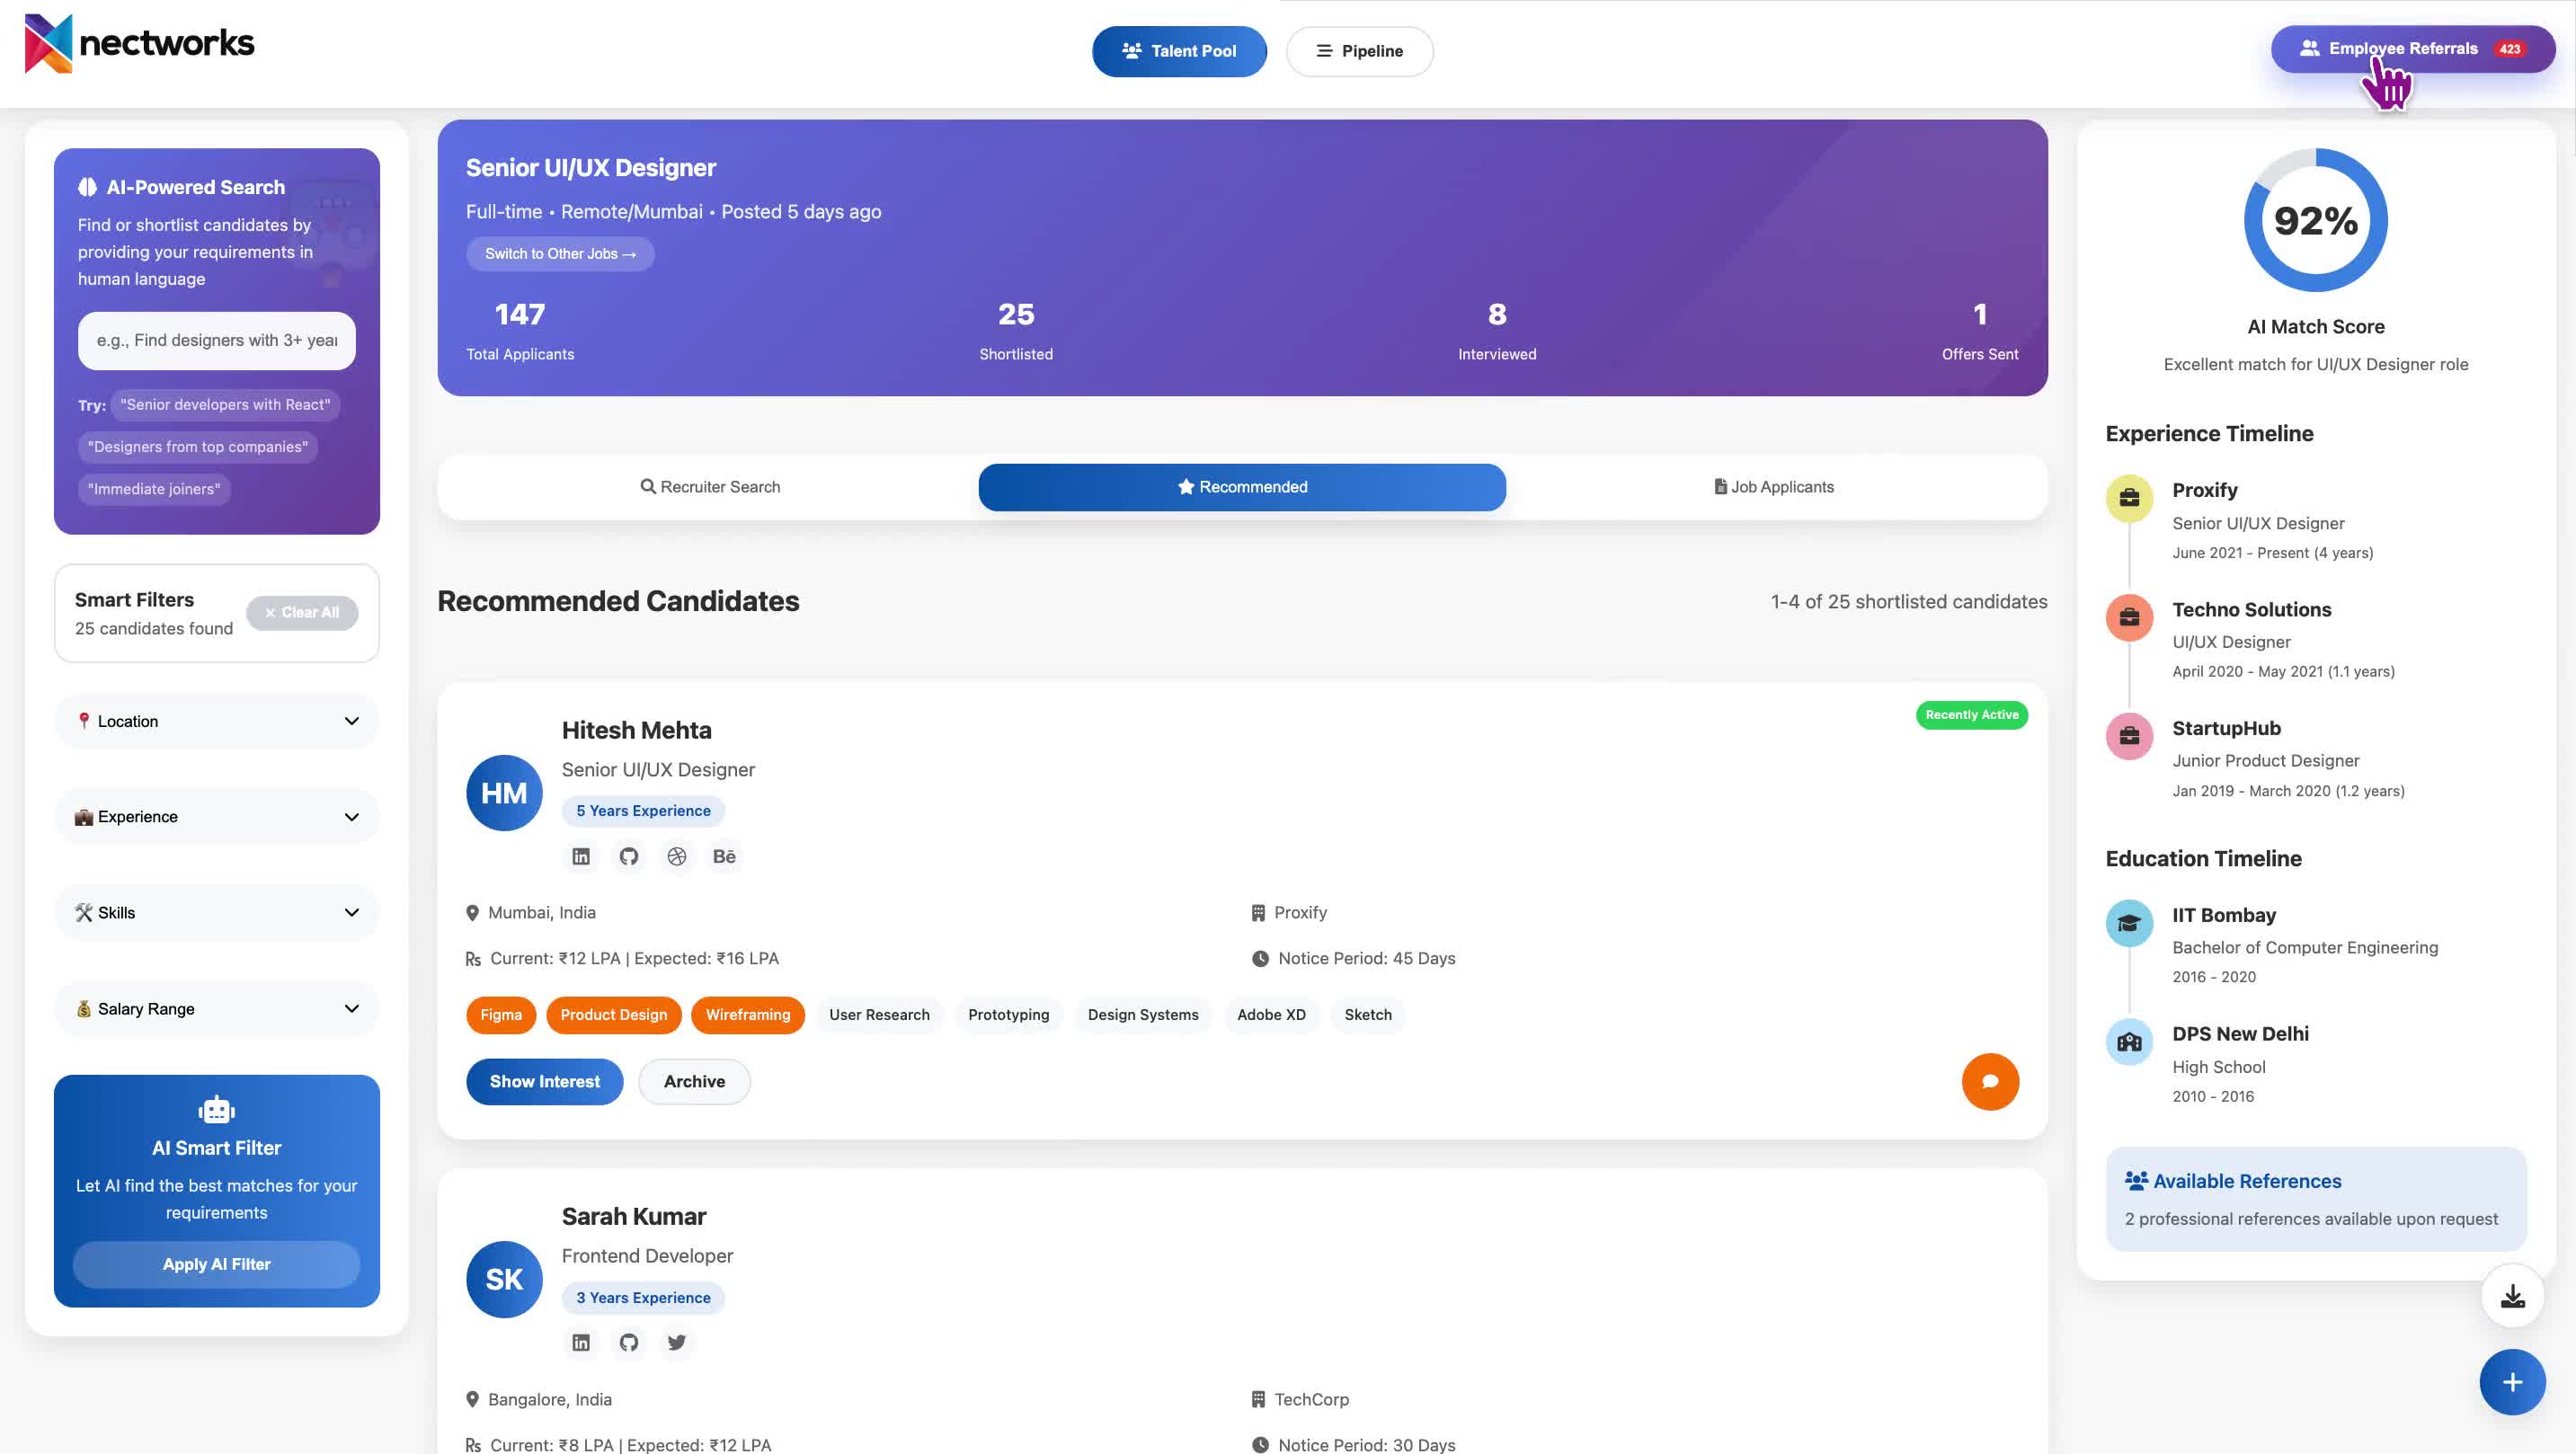 nectworks
Talent Pool
Pipeline
Employee Referrals 423
AI-Powered Search
Find or shortlist candidates by
providing your requirements in
human language
e.g., Find designers with 3+ year
Try: "Senior developers with React"
"Designers from top companies"
"Immediate joiners"
Smart Filters
25 candidates found
× Clear All
Location
Experience
Skills
Salary Range
AI Smart Filter
Let AI find the best matches for your
requirements
Apply AI Filter
Senior UI/UX Designer
Full-time • Remote/Mumbai • Posted 5 days ago
Switch to Other Jobs →
147
Total Applicants
25
Shortlisted
8
Interviewed
1
Offers Sent
Recruiter Search
Recommended
Job Applicants
Recommended Candidates
1-4 of 25 shortlisted candidates
Recently Active
HM
Hitesh Mehta
Senior UI/UX Designer
5 Years Experience
Bē
Mumbai, India
Proxify
Rs Current: ₹12 LPA | Expected: ₹16 LPA
Notice Period: 45 Days
Figma
Product Design
Wireframing
User Research
Prototyping
Design Systems
Adobe XD
Sketch
Show Interest
Archive
SK
Sarah Kumar
Frontend Developer
3 Years Experience
Bangalore, India
TechCorp
Rs Current: ₹8 LPA | Expected: ₹12 LPA
Notice Period: 30 Days
92%
AI Match Score
Excellent match for UI/UX Designer role
Experience Timeline
Proxify
Senior UI/UX Designer
June 2021 - Present (4 years)
Techno Solutions
UI/UX Designer
April 2020 - May 2021 (1.1 years)
StartupHub
Junior Product Designer
Jan 2019 - March 2020 (1.2 years)
Education Timeline
IIT Bombay
Bachelor of Computer Engineering
2016 - 2020
DPS New Delhi
High School
2010 - 2016
Available References
2 professional references available upon request